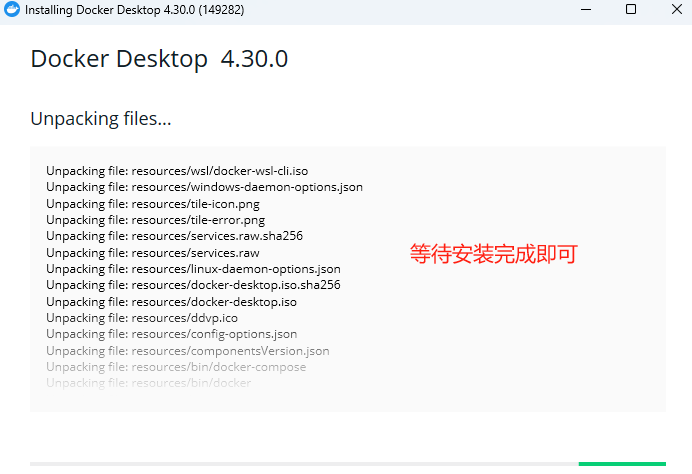 Installing Docker Desktop 4.30.0 (149282)
Docker Desktop 4.30.0
Unpacking files...
Unpacking file: resources/wsl/docker-wsl-cli.iso
Unpacking file: resources/windows-daemon-options.json
Unpacking file: resources/tile-icon.png
Unpacking file: resources/tile-error.png
Unpacking file: resources/services.raw.sha256
Unpacking file: resources/services.raw
Unpacking file: resources/linux-daemon-options.json
Unpacking file: resources/docker-desktop.iso.sha256
Unpacking file: resources/docker-desktop.iso
Unpacking file: resources/ddvp.ico
Unpacking file: resources/config-options.json
Unpacking file: resources/componentsVersion.json
Unpacking file: resources/bin/docker-compose
Unpacking file: resources/bin/docker
等待安装完成即可